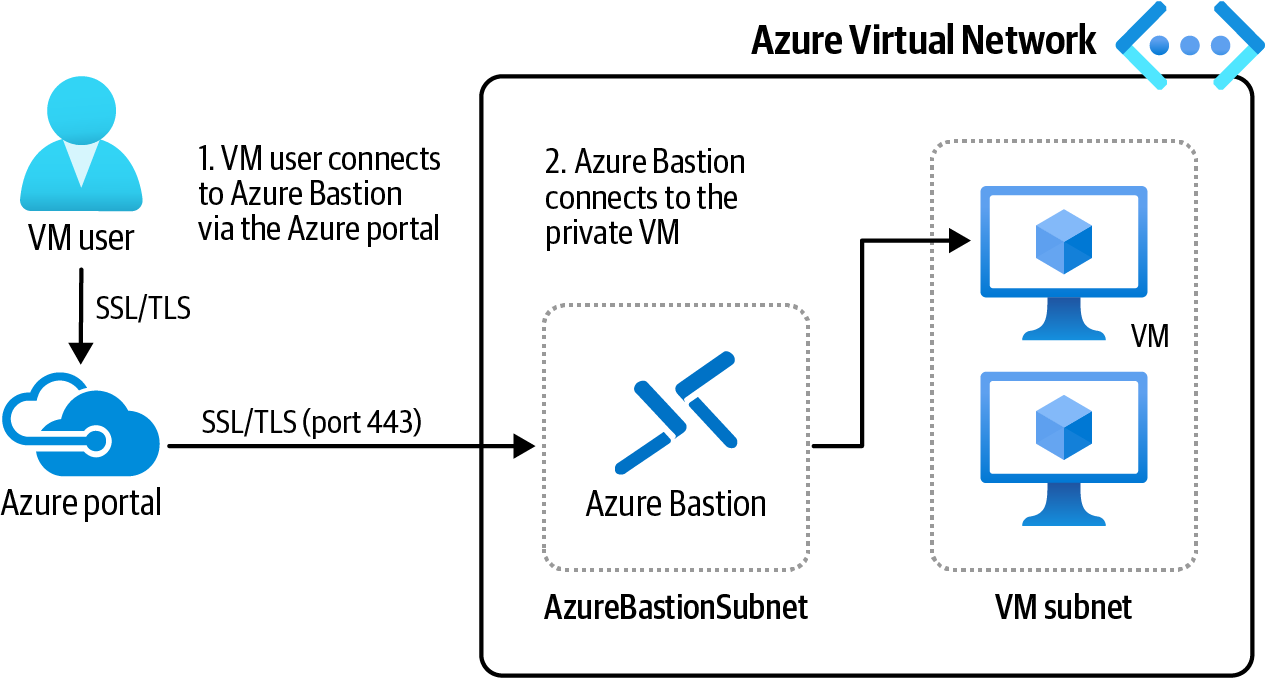 Azure Virtual Network
1. VM user connects
to Azure Bastion
via the Azure portal
2. Azure Bastion
connects to the
private VM
VM user
SSL/TLS
VM
SSL/TLS (port 443)
Azure portal
Azure Bastion
AzureBastionSubnet
VM subnet